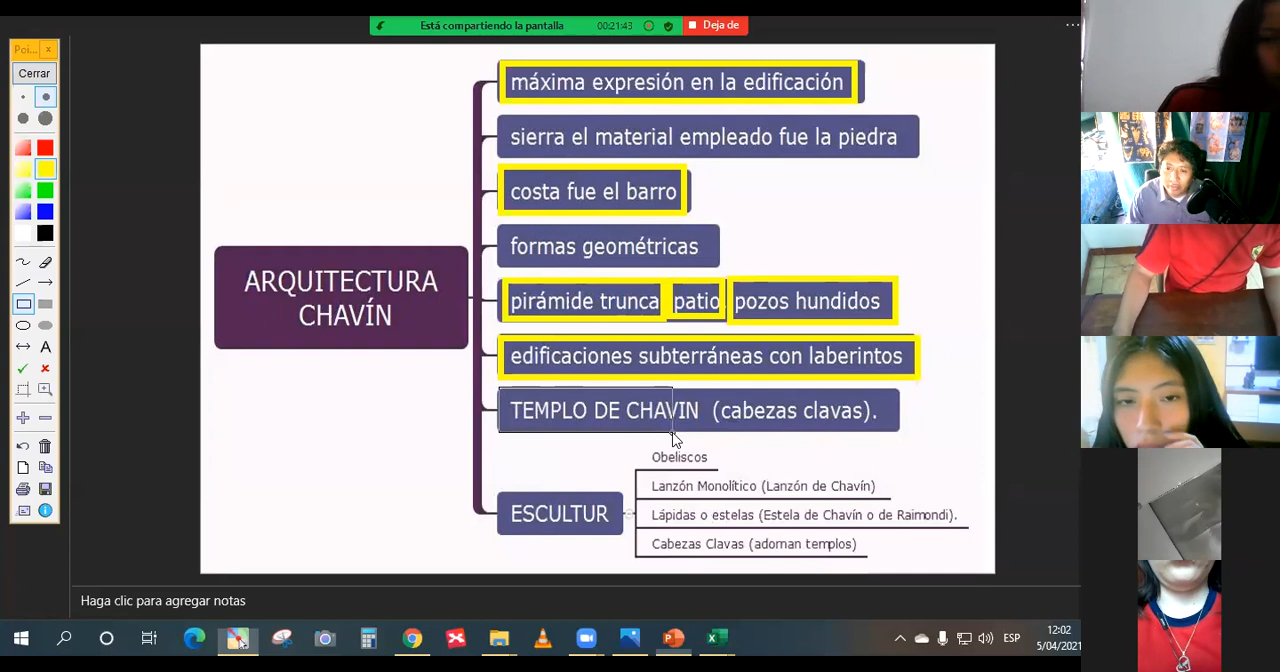 Está compartiendo la pantalla
00:21:43
Deja de
Poi...
Cerrar
A
máxima expresión en la edificación
sierra el material empleado fue la piedra
costa fue el barro
formas geométricas
ARQUITECTURA
CHAVÍN
pirámide trunca patio pozos hundidos
edificaciones subterráneas con laberintos
TEMPLO DE CHAVIN (cabezas clavas).
Obeliscos
Lanzón Monolítico (Lanzón de Chavín)
ESCULTUR
Lápidas o estelas (Estela de Chavín o de Raimondi).
Cabezas Clavas (adornan templos)
Haga clic para agregar notas
ESP
12:02
5/04/2021